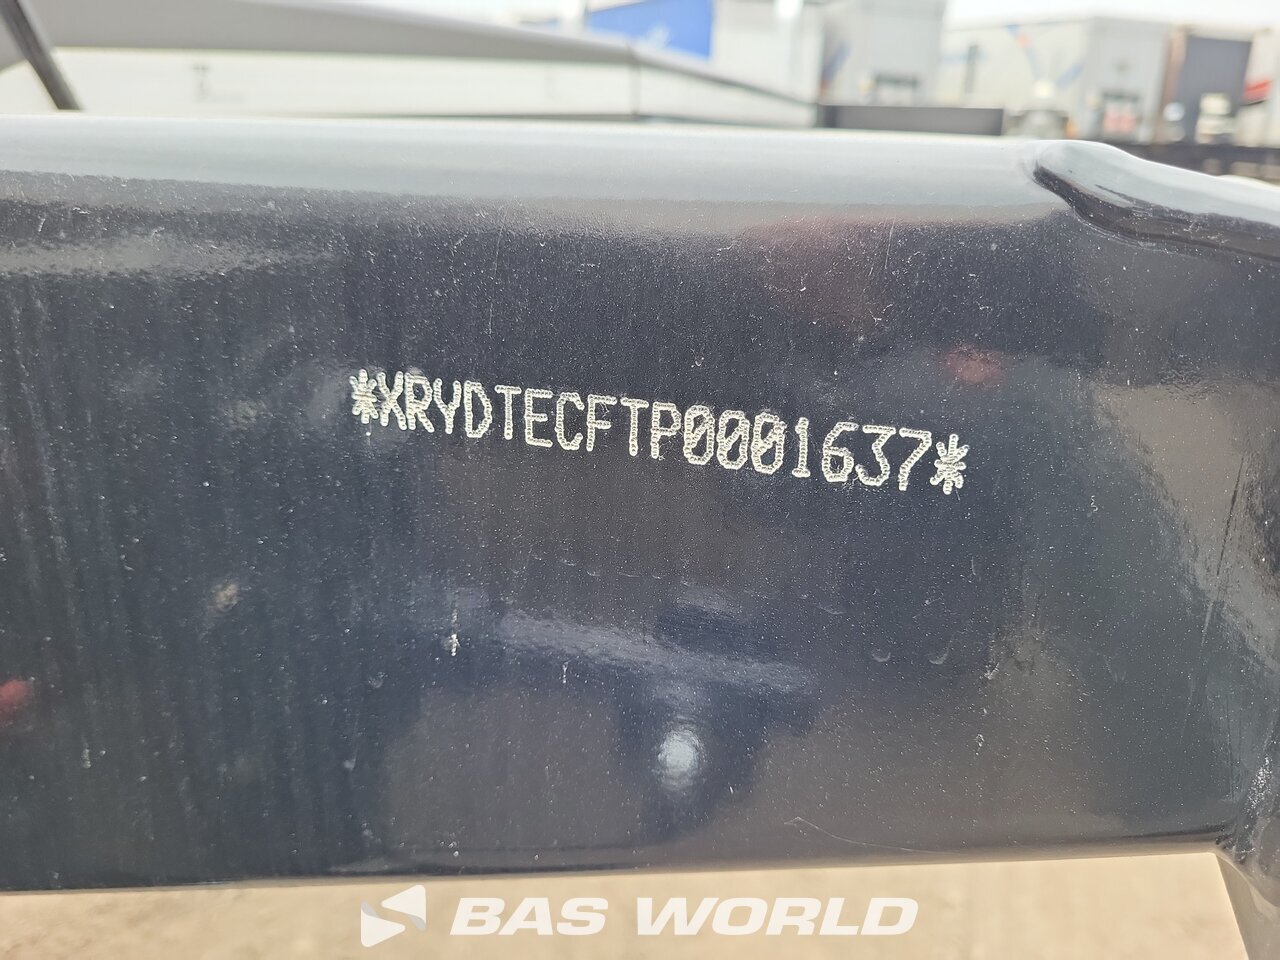 *XRYDTECFTP0001637*
BAS WORLD